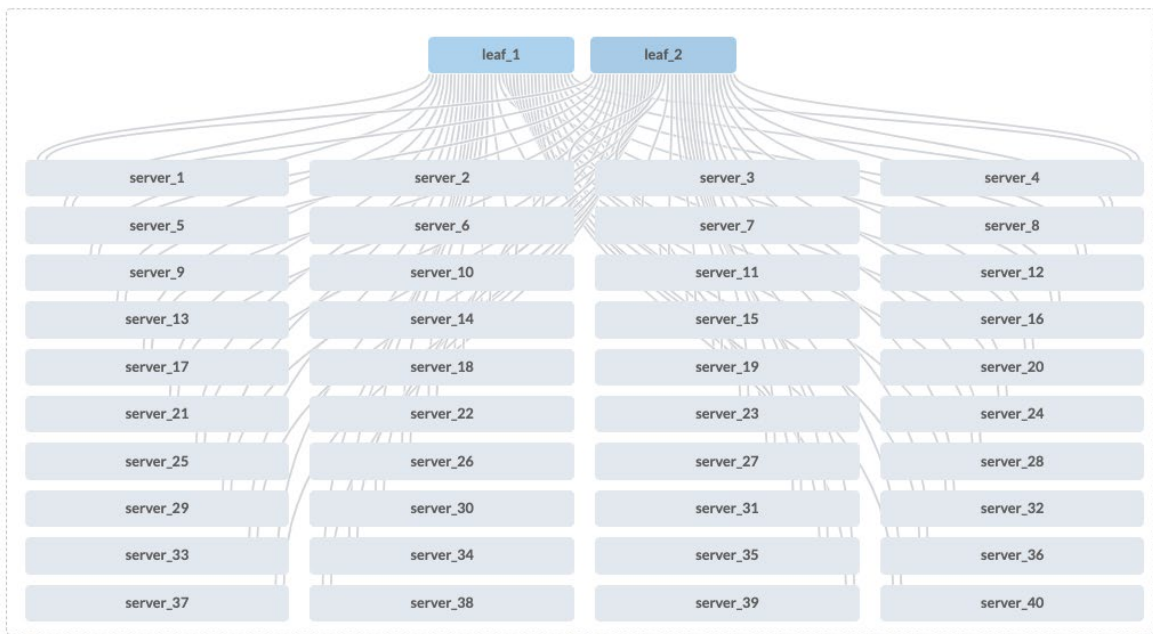 leaf_1 leaf_2
server_1 server_2 server_3 server_4
server_5 server_6 server_7 server_8
server_9 server_10 server_11 server_12
server_13 server_14 server_15 server_16
server_17 server_18 server_19 server_20
server_21 server_22 server_23 server_24
server_25 server_26 server_27 server_28
server_29 server_30 server_31 server_32
server_33 server_34 server_35 server_36
server_37 server_38 server_39 server_40